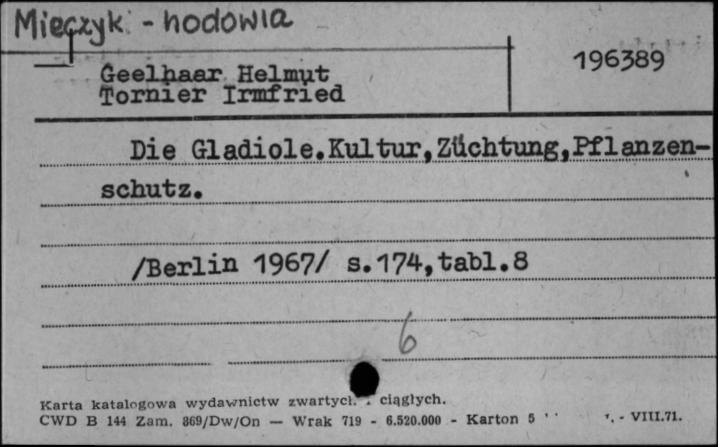 Mieczyk - hodowla
196389
Geelhaar Helmut
Tornier Irmfried
Die Gladiole.Kultur,Züchtung,Pflanzen-
schutz.
/Berlin 1967/ s.174,tabl.8
6
Karta katalogowa wydawnictw zwartych i ciągłych.
CWD B 144 Zam. 869/Dw/On — Wrak 719 - 6.520.000 - Karton 5 - VIII.71.